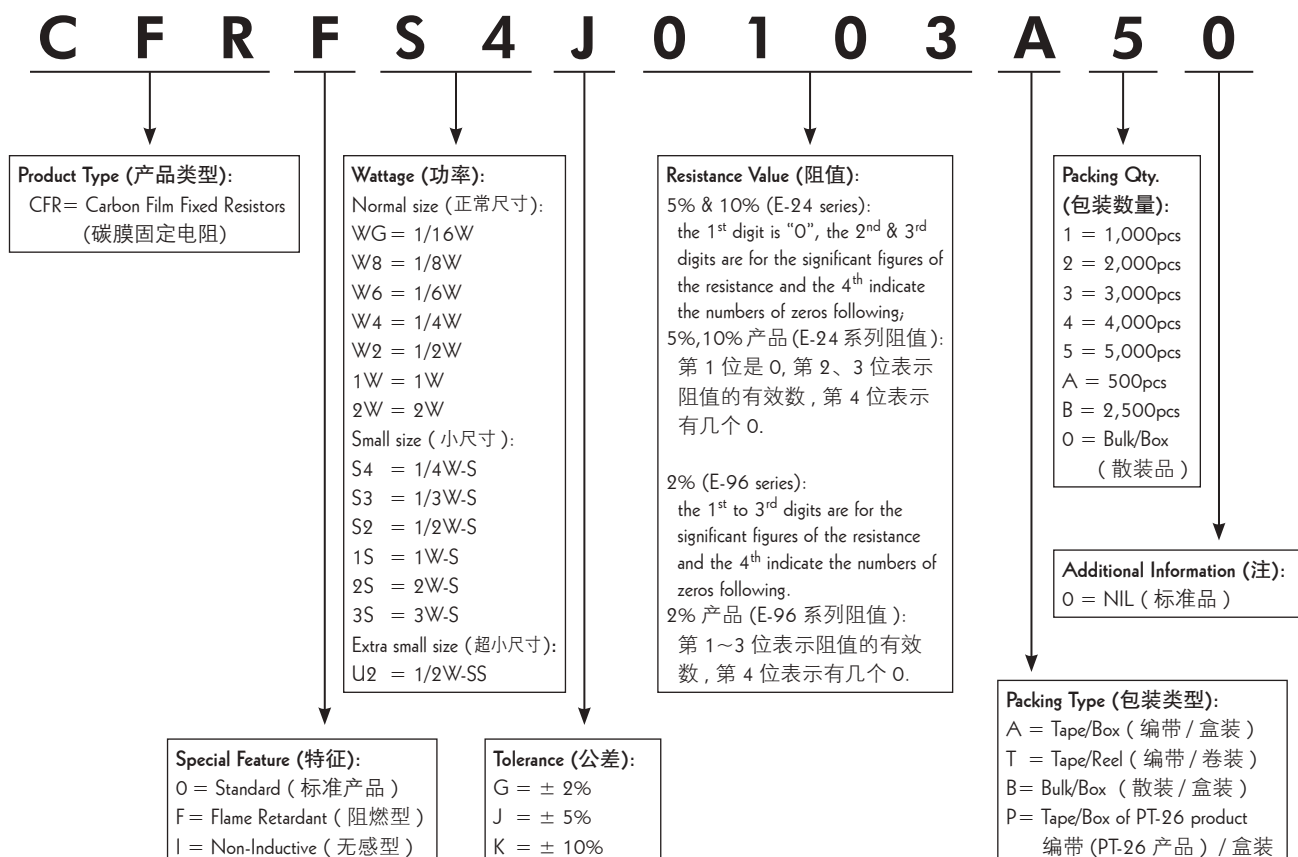 C F R F S 4 J 0 1 0 3 A 5 0
Product Type (产品类型):
CFR= Carbon Film Fixed Resistors
(碳膜固定电阻)
Wattage (功率):
Normal size (正常尺寸):
WG = 1/16W
W8 = 1/8W
W6 = 1/6W
W4 = 1/4W
W2 = 1/2W
1W = 1W
2W = 2W
Small size ( 小尺寸 ):
S4 = 1/4W-S
S3 = 1/3W-S
S2 = 1/2W-S
1S = 1W-S
2S = 2W-S
3S = 3W-S
Extra small size (超小尺寸):
U2 = 1/2W-SS
Resistance Value (阻值):
5% & 10% (E-24 series):
the 1st digit is “0”, the 2nd & 3rd
digits are for the significant figures of
the resistance and the 4th indicate
the numbers of zeros following;
5%,10% 产品 (E-24 系列阻值 ):
第 1 位是 0, 第 2、3 位表示
阻值的有效数 , 第 4 位表示
有几个 0.
2% (E-96 series):
the 1st to 3rd digits are for the
significant figures of the resistance
and the 4th indicate the numbers of
zeros following.
2% 产品 (E-96 系列阻值 ):
第 1~3 位表示阻值的有效
数 , 第 4 位表示有几个 0.
Packing Qty.
(包装数量):
1 = 1,000pcs
2 = 2,000pcs
3 = 3,000pcs
4 = 4,000pcs
5 = 5,000pcs
A = 500pcs
B = 2,500pcs
0 = Bulk/Box
( 散装品 )
Additional Information (注):
0 = NIL ( 标准品 )
Special Feature (特征):
0 = Standard ( 标准产品 )
F = Flame Retardant ( 阻燃型 )
I = Non-Inductive ( 无感型 )
Tolerance (公差):
G = ± 2%
J = ± 5%
K = ± 10%
Packing Type (包装类型):
A = Tape/Box ( 编带 / 盒装 )
T = Tape/Reel ( 编带 / 卷装 )
B= Bulk/Box ( 散装 / 盒装 )
P= Tape/Box of PT-26 product
编带 (PT-26 产品 ) / 盒装